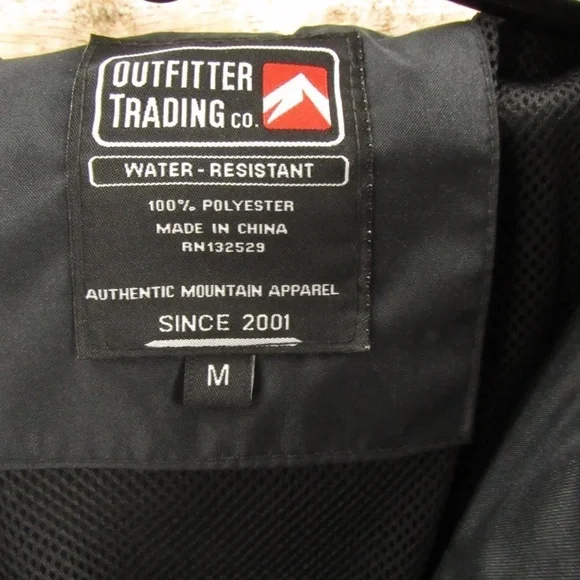 OUTFITTER
TRADING CO.
WATER-RESISTANT
100% POLYESTER
MADE IN CHINA
RN132529
AUTHENTIC MOUNTAIN APPAREL
SINCE 2001
M